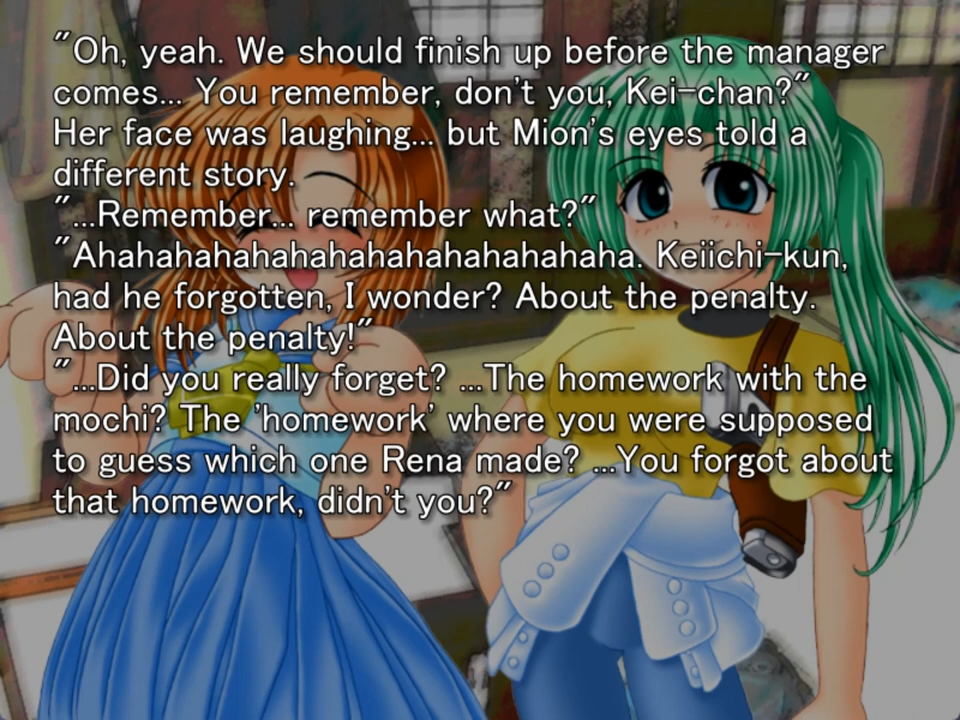 "Oh, yeah. We should finish up before the manager
comes... You remember, don't you, Kei-chan?"
Her face was laughing... but Mion's eyes told a
different story.
"...Remember... remember what?"
"Ahahahahahahahahahahahahahaha. Keiichi-kun,
had he forgotten, I wonder? About the penalty.
About the penalty!"
"...Did you really forget? ...The homework with the
mochi? The 'homework' where you were supposed
to guess which one Rena made? ...You forgot about
that homework, didn't you?"